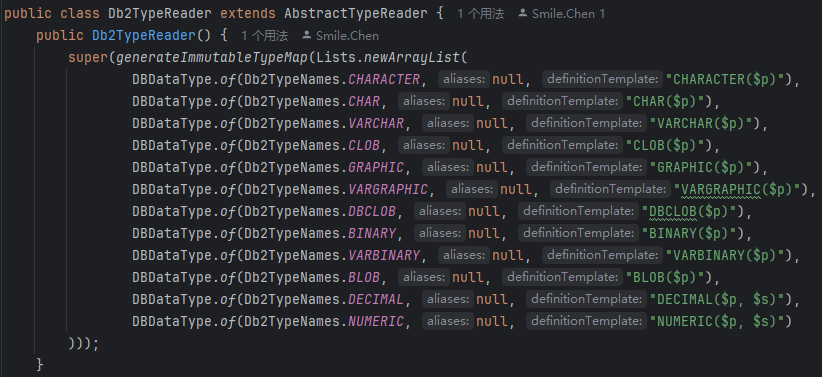 public class Db2TypeReader extends AbstractTypeReader {  1 个用法  Smile.Chen 1
    public Db2TypeReader() {  1 个用法  Smile.Chen
        super(generateImmutableTypeMap(Lists.newArrayList(
                DBDataType.of(Db2TypeNames.CHARACTER, aliases: null, definitionTemplate: "CHARACTER($p)"),
                DBDataType.of(Db2TypeNames.CHAR, aliases: null, definitionTemplate: "CHAR($p)"),
                DBDataType.of(Db2TypeNames.VARCHAR, aliases: null, definitionTemplate: "VARCHAR($p)"),
                DBDataType.of(Db2TypeNames.CLOB, aliases: null, definitionTemplate: "CLOB($p)"),
                DBDataType.of(Db2TypeNames.GRAPHIC, aliases: null, definitionTemplate: "GRAPHIC($p)"),
                DBDataType.of(Db2TypeNames.VARGRAPHIC, aliases: null, definitionTemplate: "VARGRAPHIC($p)"),
                DBDataType.of(Db2TypeNames.DBCLOB, aliases: null, definitionTemplate: "DBCLOB($p)"),
                DBDataType.of(Db2TypeNames.BINARY, aliases: null, definitionTemplate: "BINARY($p)"),
                DBDataType.of(Db2TypeNames.VARBINARY, aliases: null, definitionTemplate: "VARBINARY($p)"),
                DBDataType.of(Db2TypeNames.BLOB, aliases: null, definitionTemplate: "BLOB($p)"),
                DBDataType.of(Db2TypeNames.DECIMAL, aliases: null, definitionTemplate: "DECIMAL($p, $s)"),
                DBDataType.of(Db2TypeNames.NUMERIC, aliases: null, definitionTemplate: "NUMERIC($p, $s)")
        )));
    }